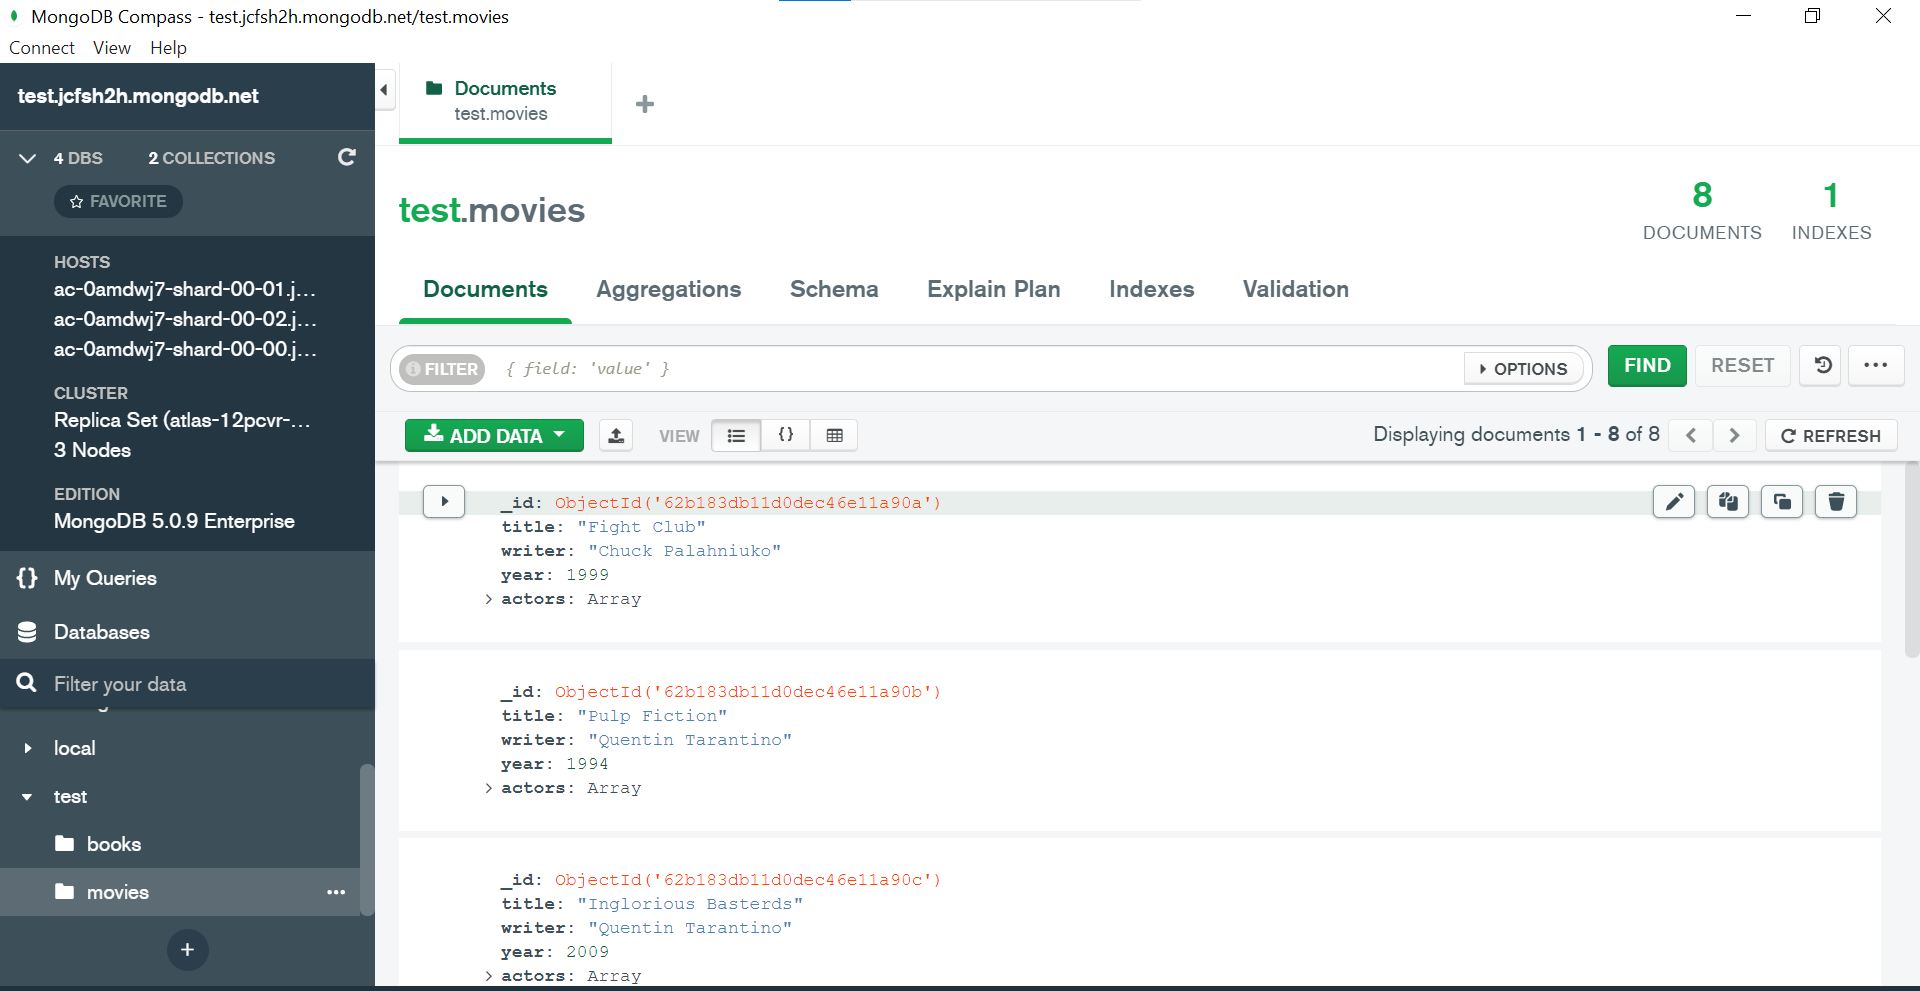 MongoDB Compass - test.jcfsh2h.mongodb.net/test.movies
Connect View Help
test.jcfsh2h.mongodb.net
4 DBS 2 COLLECTIONS
FAVORITE
HOSTS
ac-0amdwj7-shard-00-01.j...
ac-0amdwj7-shard-00-02.j...
ac-0amdwj7-shard-00-00.j...
CLUSTER
Replica Set (atlas-12pcvr-...
3 Nodes
EDITION
MongoDB 5.0.9 Enterprise
{} My Queries
Databases
Filter your data
local
test
books
movies ...
+
Documents
test.movies
+
test.movies
8
DOCUMENTS
1
INDEXES
Documents Aggregations Schema Explain Plan Indexes Validation
FILTER { field: 'value' } OPTIONS FIND RESET ...
ADD DATA VIEW {} Displaying documents 1 - 8 of 8 < > REFRESH
_id: ObjectId('62b183db11d0dec46e11a90a')
title: "Fight Club"
writer: "Chuck Palahniuko"
year: 1999
> actors: Array
_id: ObjectId('62b183db11d0dec46e11a90b')
title: "Pulp Fiction"
writer: "Quentin Tarantino"
year: 1994
> actors: Array
_id: ObjectId('62b183db11d0dec46e11a90c')
title: "Inglorious Basterds"
writer: "Quentin Tarantino"
year: 2009
> actors: Array